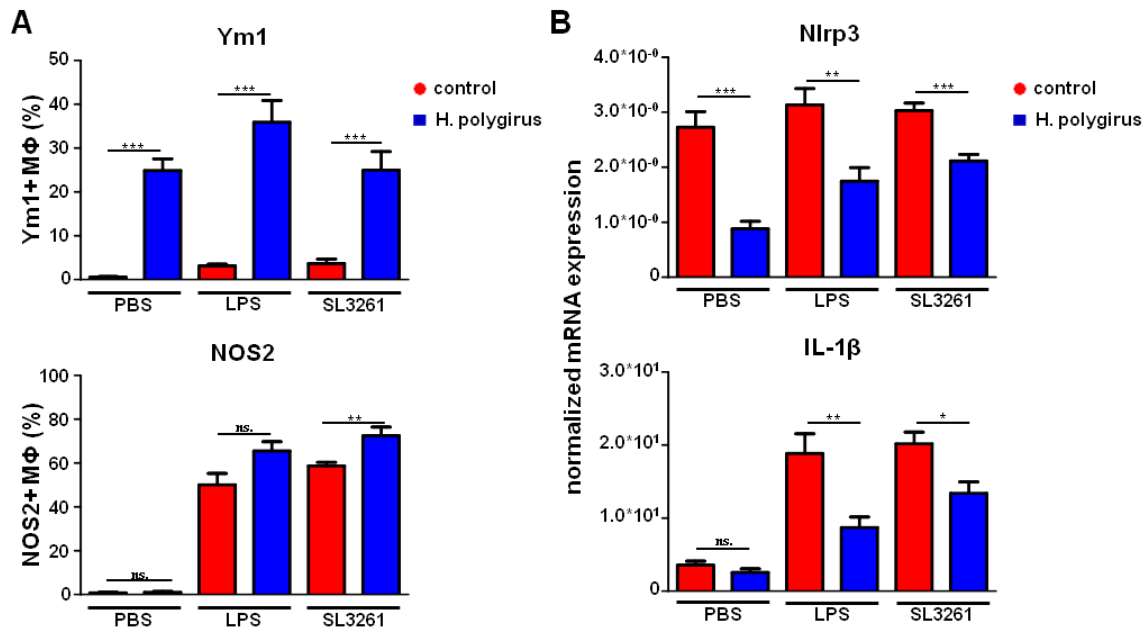 A
Ym1
Ym1+MΦ (%)
50
40
30
20
10
0
***
***
***
PBS
LPS
SL3261
control
H. polygirus
NOS2
NOS2+MΦ (%)
100
80
60
40
20
0
ns.
ns.
**
PBS
LPS
SL3261
B
normalized mRNA expression
Nlrp3
4.0*10⁻⁰
3.0*10⁻⁰
2.0*10⁻⁰
1.0*10⁻⁰
0
***
**
***
PBS
LPS
SL3261
control
H. polygirus
IL-1β
3.0*10¹
2.0*10¹
1.0*10¹
0
ns.
**
*
PBS
LPS
SL3261